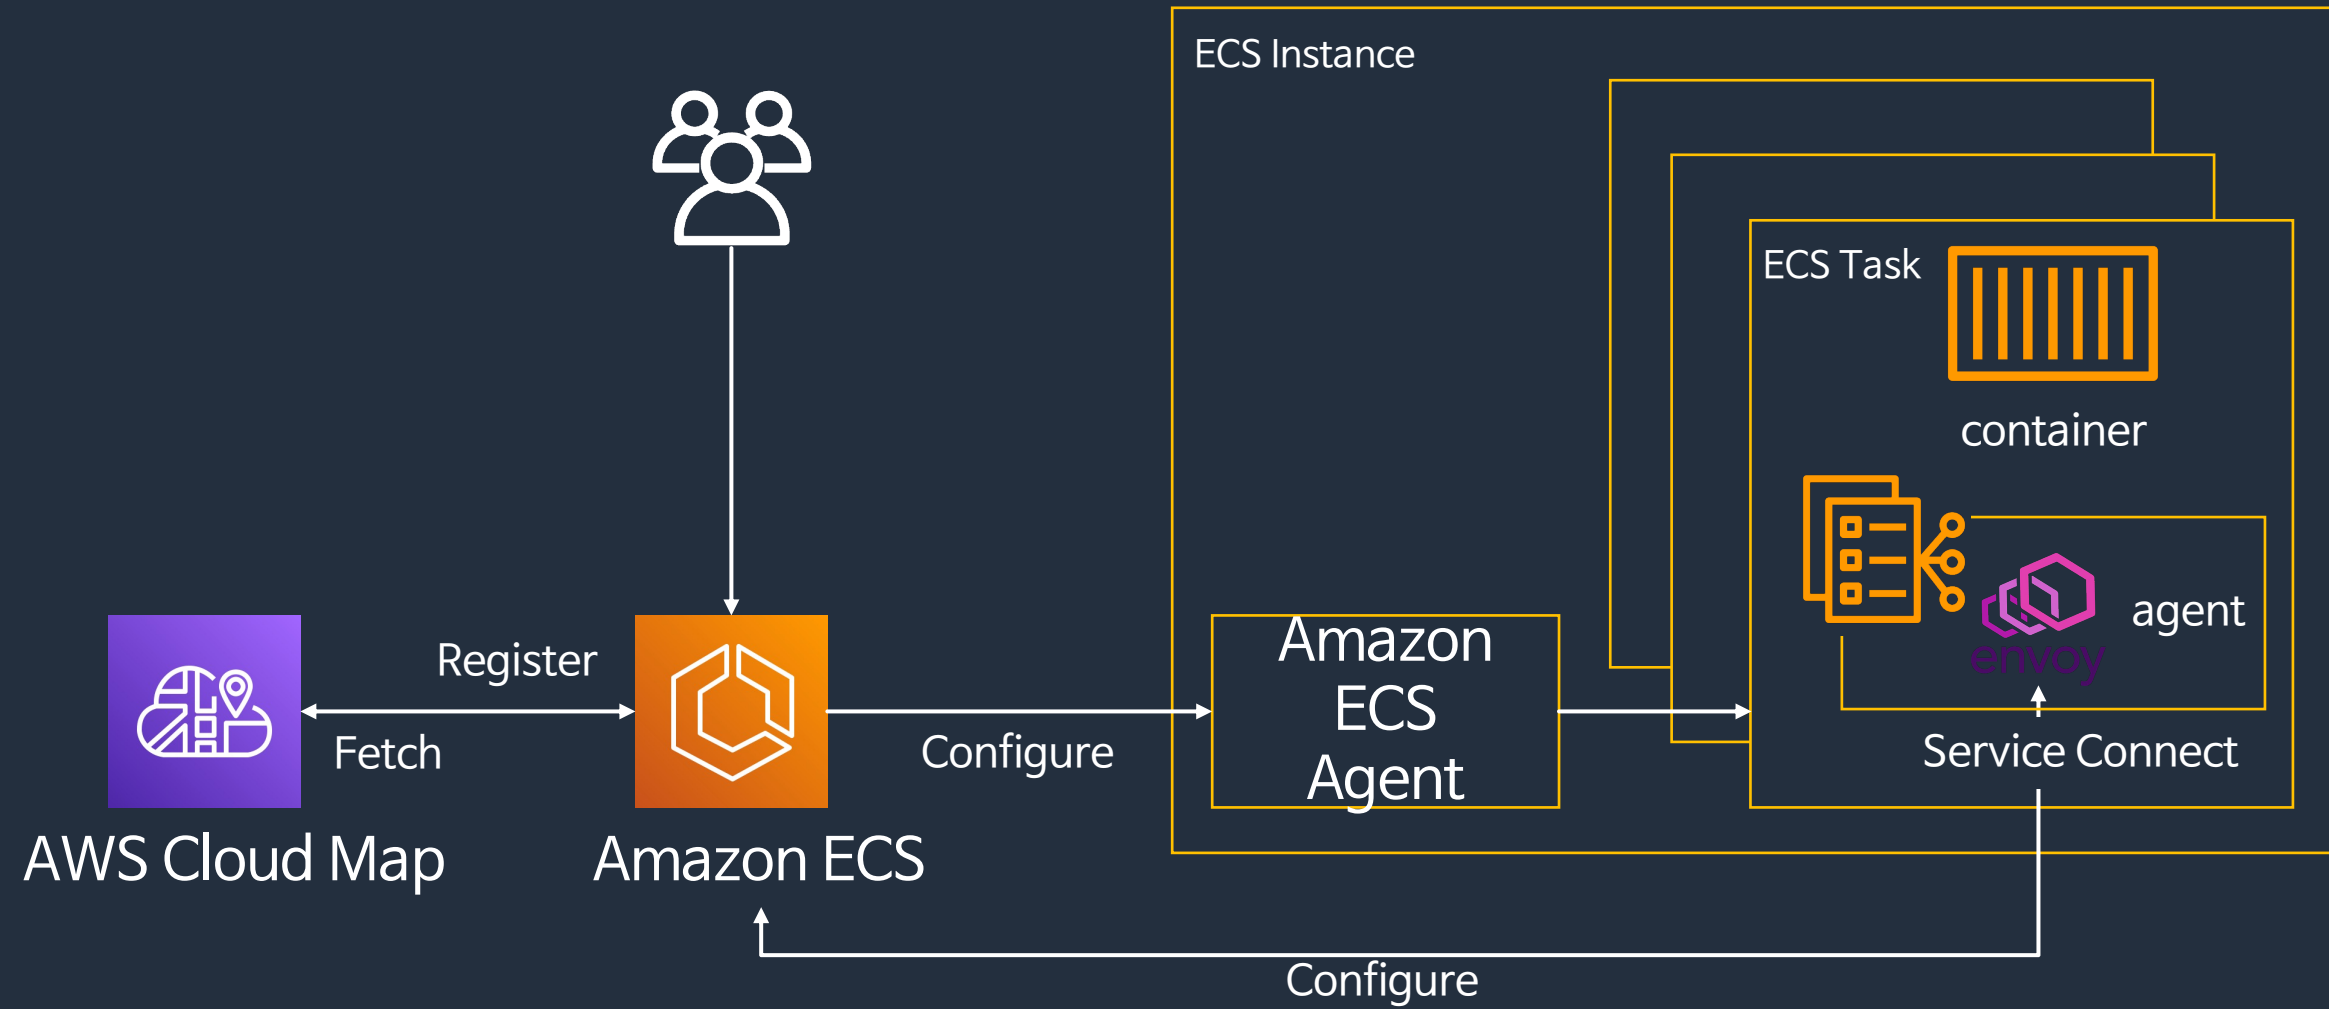 ECS Instance
ECS Task
container
envoy
agent
Service Connect
Amazon
ECS
Agent
Register
Fetch
Configure
AWS Cloud Map
Amazon ECS
Configure